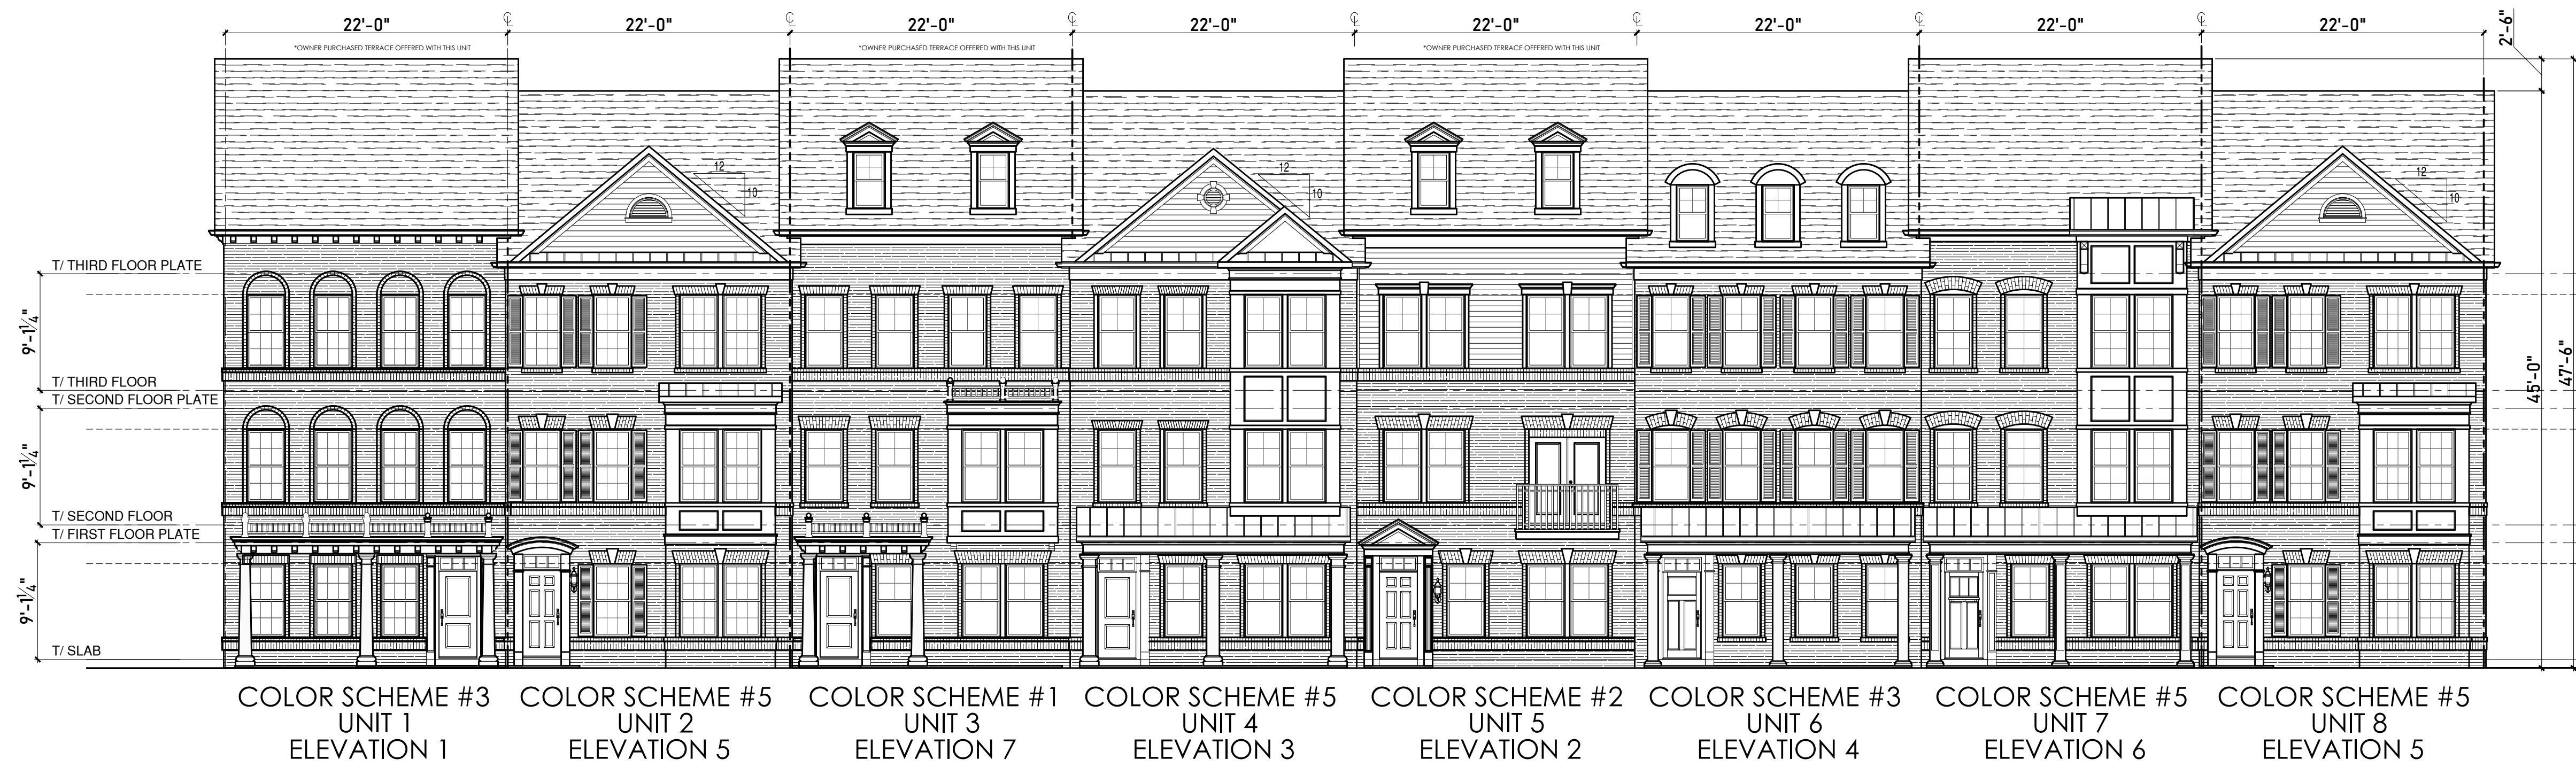 22'-0" ℄ 22'-0" ℄ 22'-0" ℄ 22'-0" ℄ 22'-0" ℄ 22'-0" ℄ 22'-0" ℄ 22'-0"
*OWNER PURCHASED TERRACE OFFERED WITH THIS UNIT
*OWNER PURCHASED TERRACE OFFERED WITH THIS UNIT
*OWNER PURCHASED TERRACE OFFERED WITH THIS UNIT
2'-6"
12
10
12
10
12
10
T/ THIRD FLOOR PLATE
9'-1¼"
T/ THIRD FLOOR
T/ SECOND FLOOR PLATE
9'-1¼"
T/ SECOND FLOOR
T/ FIRST FLOOR PLATE
9'-1¼"
T/ SLAB
45'-0"
47'-6"
COLOR SCHEME #3
UNIT 1
ELEVATION 1
COLOR SCHEME #5
UNIT 2
ELEVATION 5
COLOR SCHEME #1
UNIT 3
ELEVATION 7
COLOR SCHEME #5
UNIT 4
ELEVATION 3
COLOR SCHEME #2
UNIT 5
ELEVATION 2
COLOR SCHEME #3
UNIT 6
ELEVATION 4
COLOR SCHEME #5
UNIT 7
ELEVATION 6
COLOR SCHEME #5
UNIT 8
ELEVATION 5